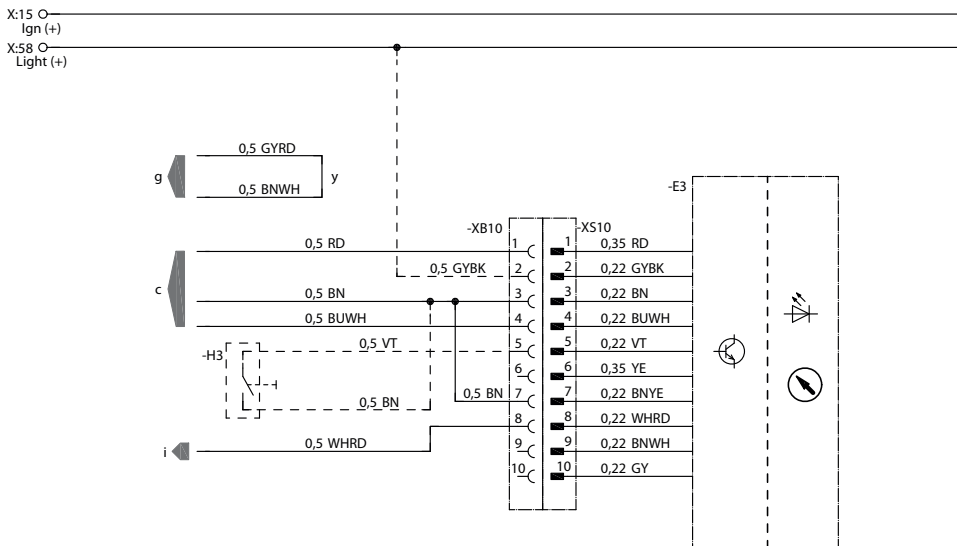 X:15
Ign (+)
X:58
Light (+)
0,5 GYRD
g
y
0,5 BNWH
-E3
-XB10
-XS10
0,5 RD
1
1
0,35 RD
0,5 GYBK
2
2
0,22 GYBK
c
0,5 BN
3
3
0,22 BN
0,5 BUWH
4
4
0,22 BUWH
-H3
0,5 VT
5
5
0,22 VT
6
6
0,35 YE
0,5 BN
0,5 BN
7
7
0,22 BNYE
8
8
0,22 WHRD
i
0,5 WHRD
9
9
0,22 BNWH
10
10
0,22 GY